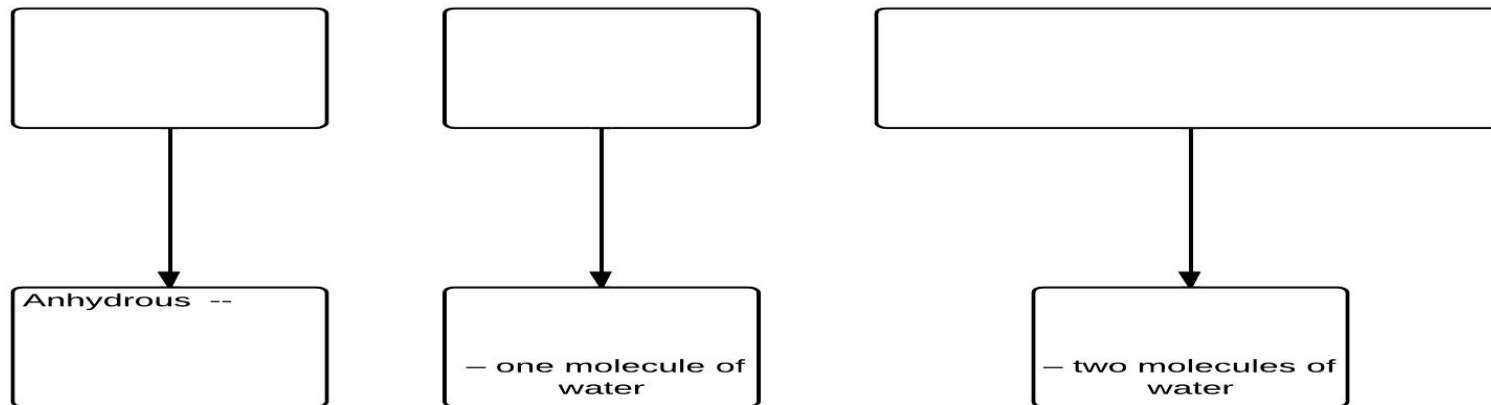 Anhydrous --
– one molecule of
water
– two molecules of
water